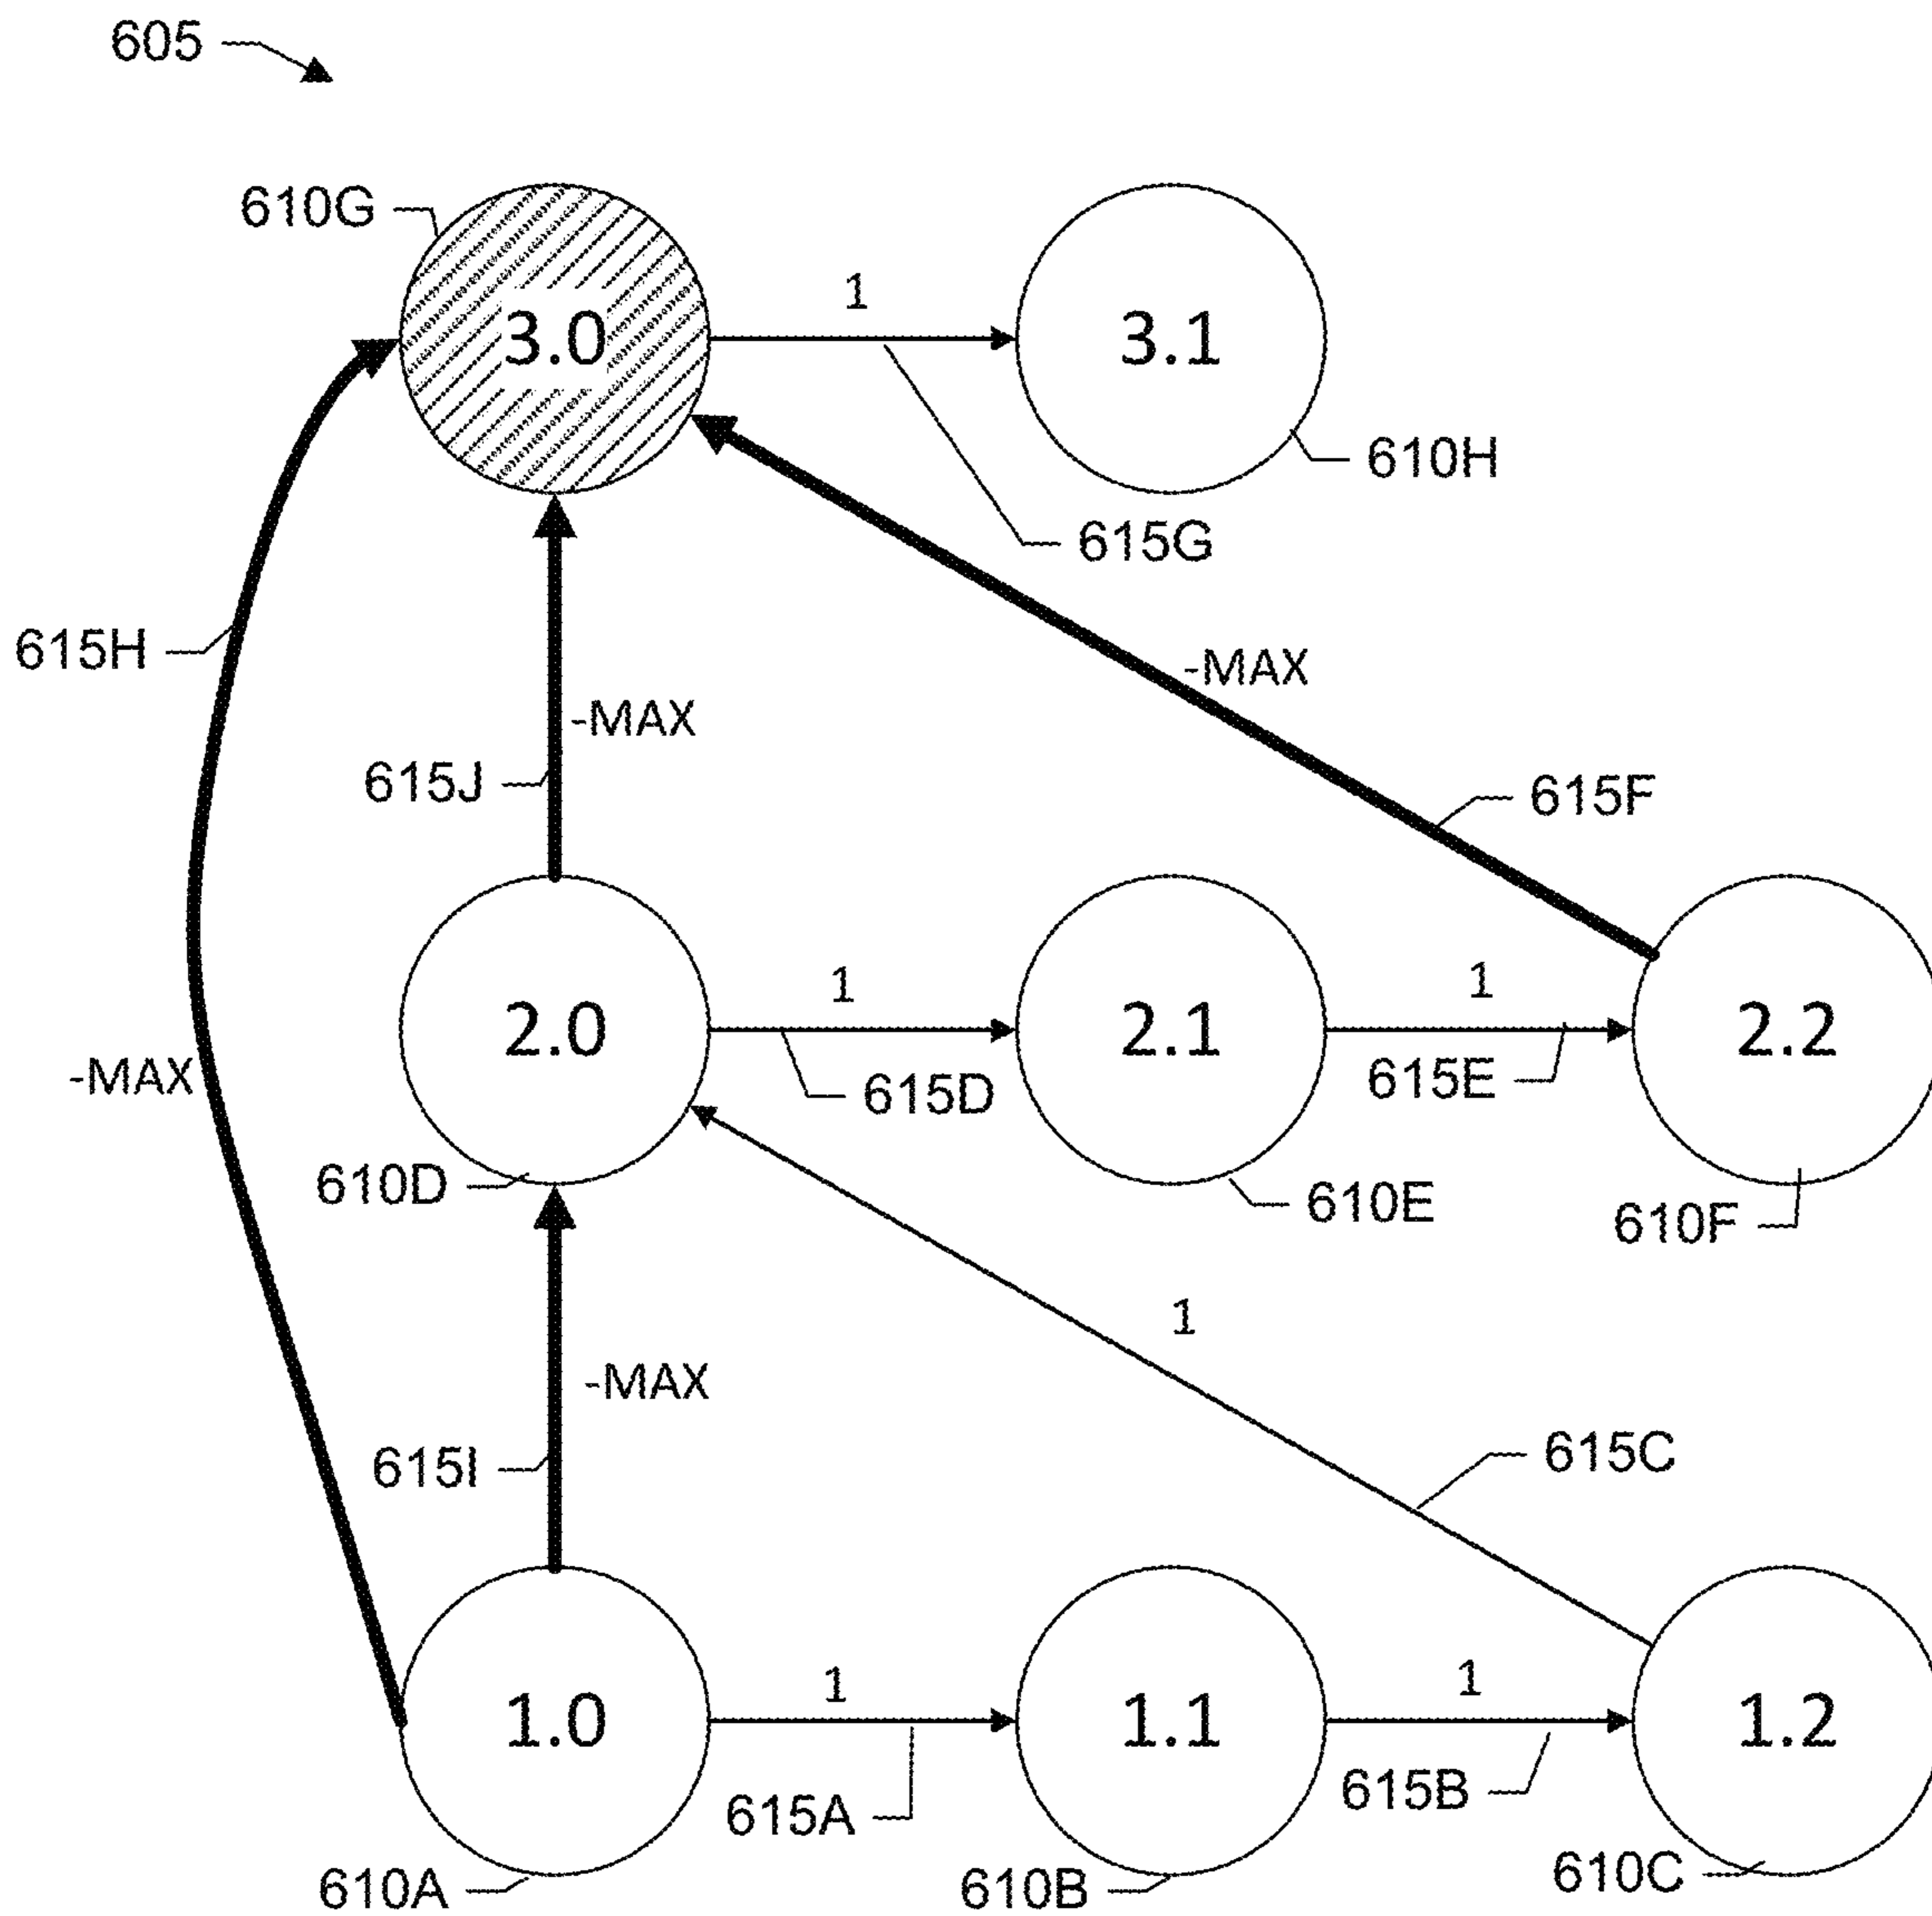 605
610G
1
3.0
3.1
610H
615G
615H
-MAX
-MAX
615J
615F
1
1
2.0
2.1
2.2
615D
615E
-MAX
610D
610E
610F
1
-MAX
615C
615I
1
1
1.0
1.1
1.2
615A
615B
610A
610B
610C